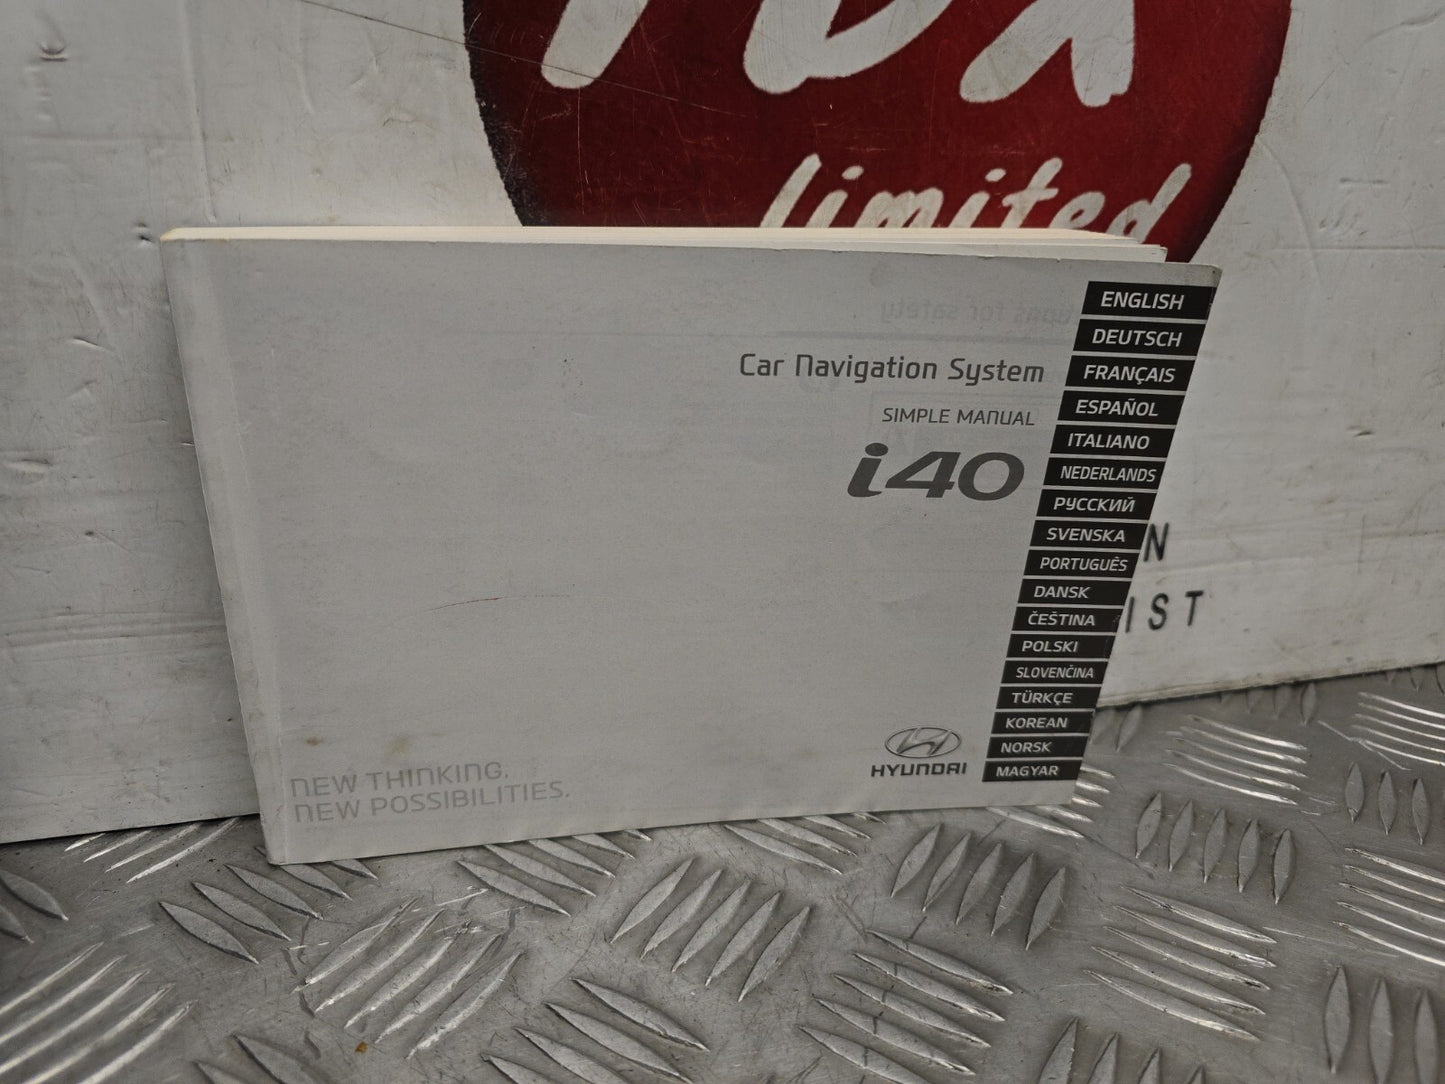 limited
Car Navigation System
SIMPLE MANUAL
i40
ENGLISH
DEUTSCH
FRANÇAIS
ESPAÑOL
ITALIANO
NEDERLANDS
РУССКИЙ
SVENSKA
PORTUGUÊS
DANSK
ČEŠTINA
POLSKI
SLOVENČINA
TÜRKÇE
KOREAN
NORSK
MAGYAR
HYUNDAI
NEW THINKING.
NEW POSSIBILITIES.